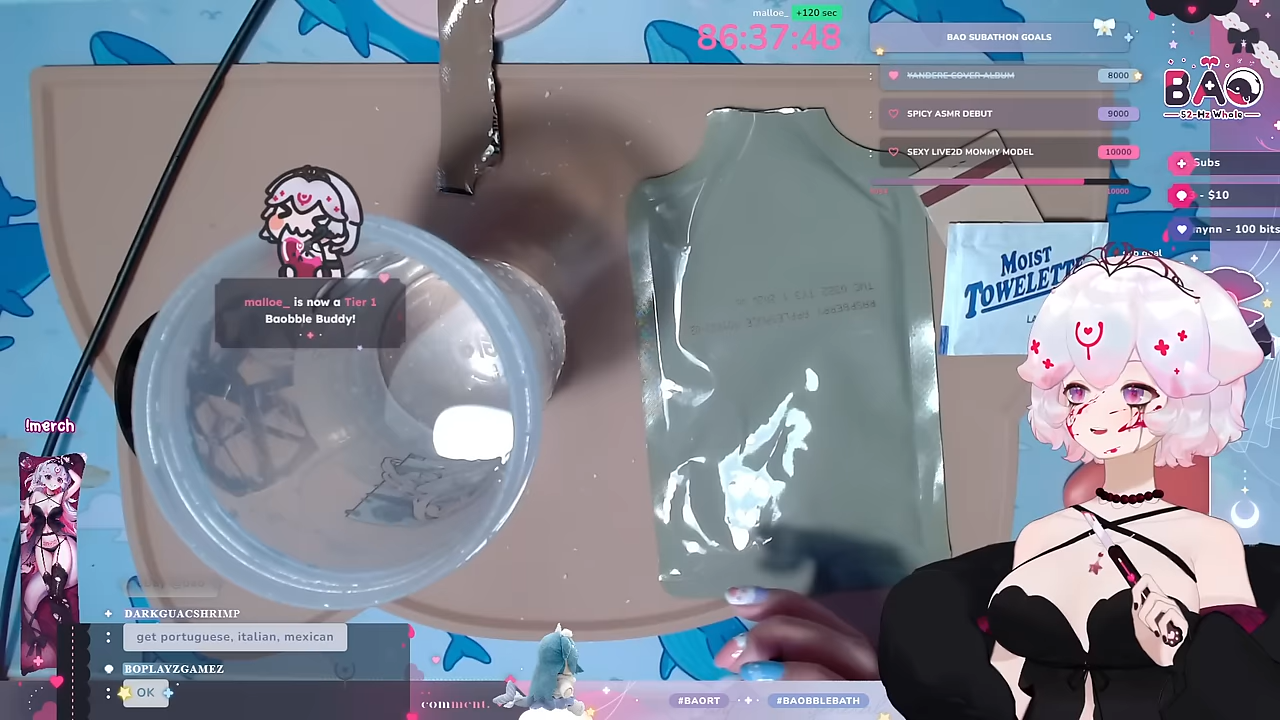 malloe_ +120 sec
86:37:48
BAO SUBATHON GOALS
YANDERE COVER ALBUM 8000
SPICY ASMR DEBUT 9000
SEXY LIVE2D MOMMY MODEL 10000
10000
BAO
52-Hz Whale
Subs
- $10
- 100 bits
MOIST
TOWELETTE
malloe_ is now a Tier 1
Baobble Buddy!
!merch
DARKGUACSHRIMP
get portuguese, italian, mexican
BOPLAYZGAMEZ
OK
comment.
#BAORT
#BAOBBLEBATH